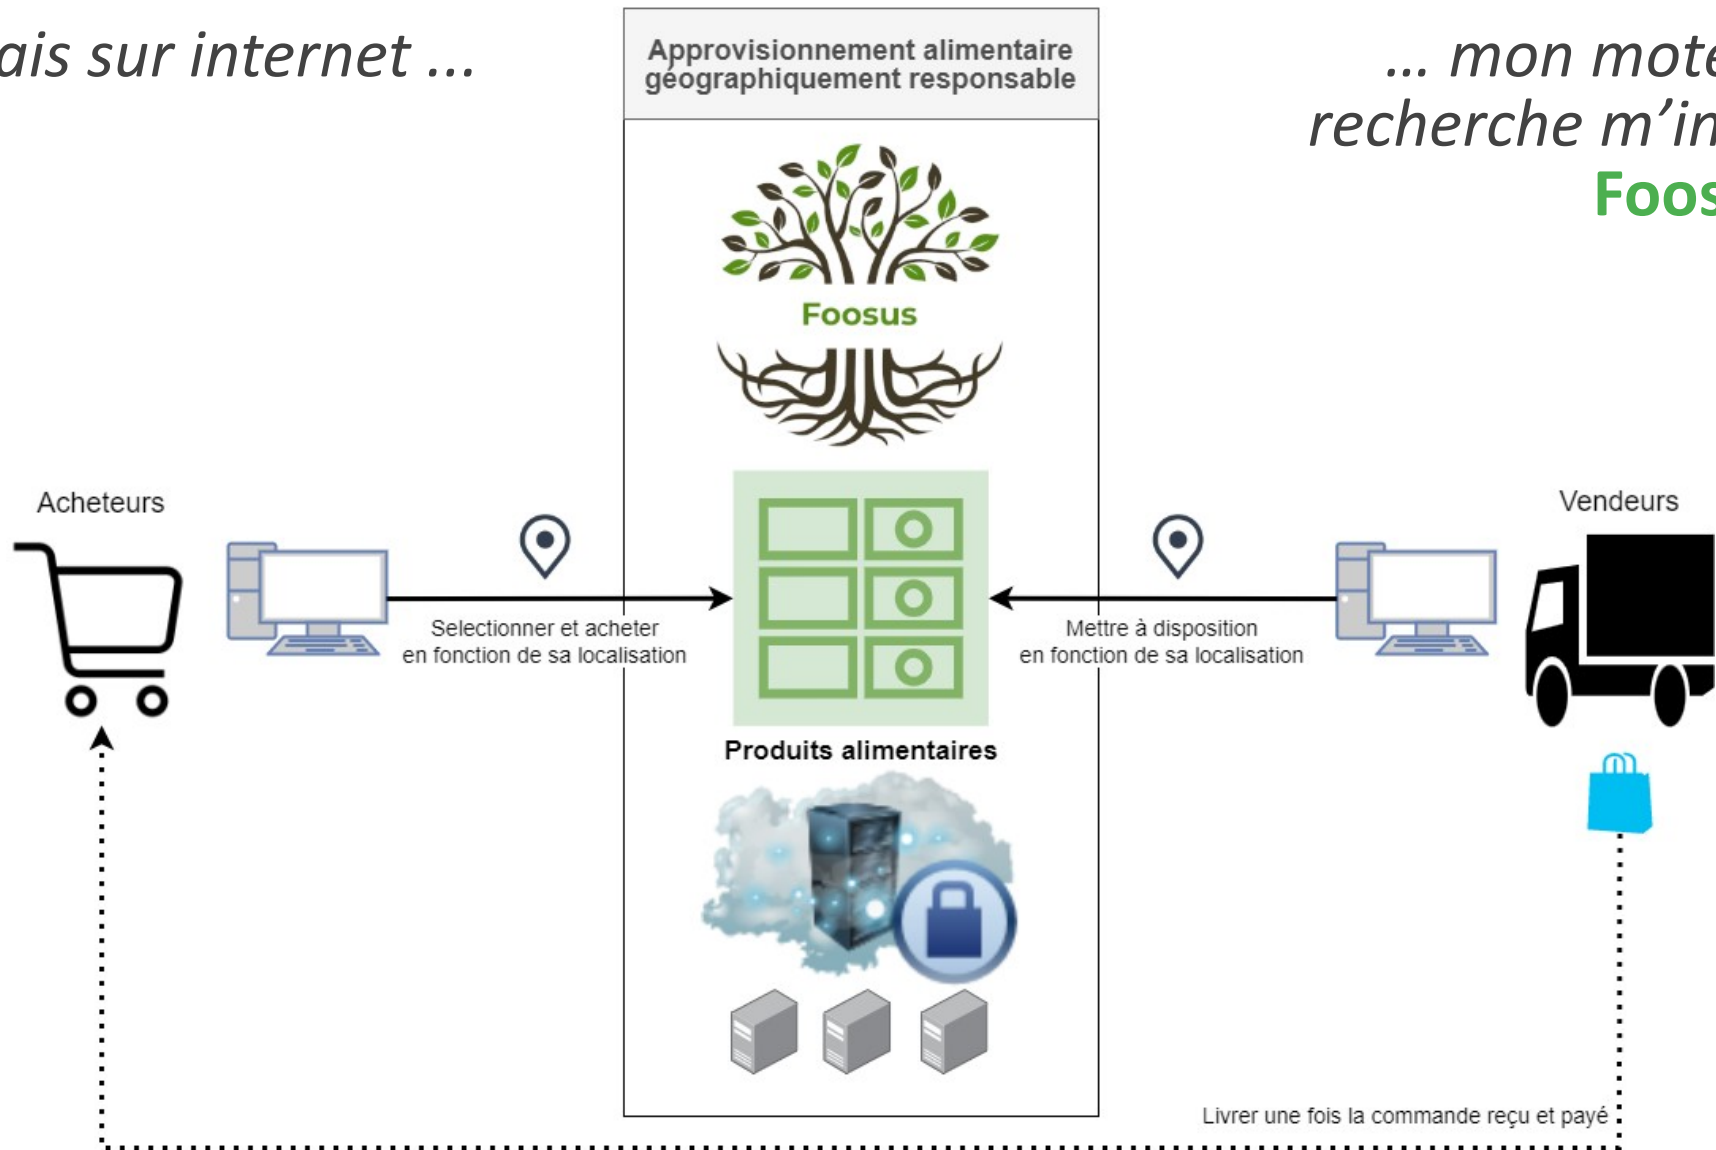 ais sur internet ...
... mon mote
recherche m’in
Foos
Approvisionnement alimentaire
géographiquement responsable
Foosus
Acheteurs
Vendeurs
Selectionner et acheter
en fonction de sa localisation
Mettre à disposition
en fonction de sa localisation
Produits alimentaires
Livrer une fois la commande reçu et payé